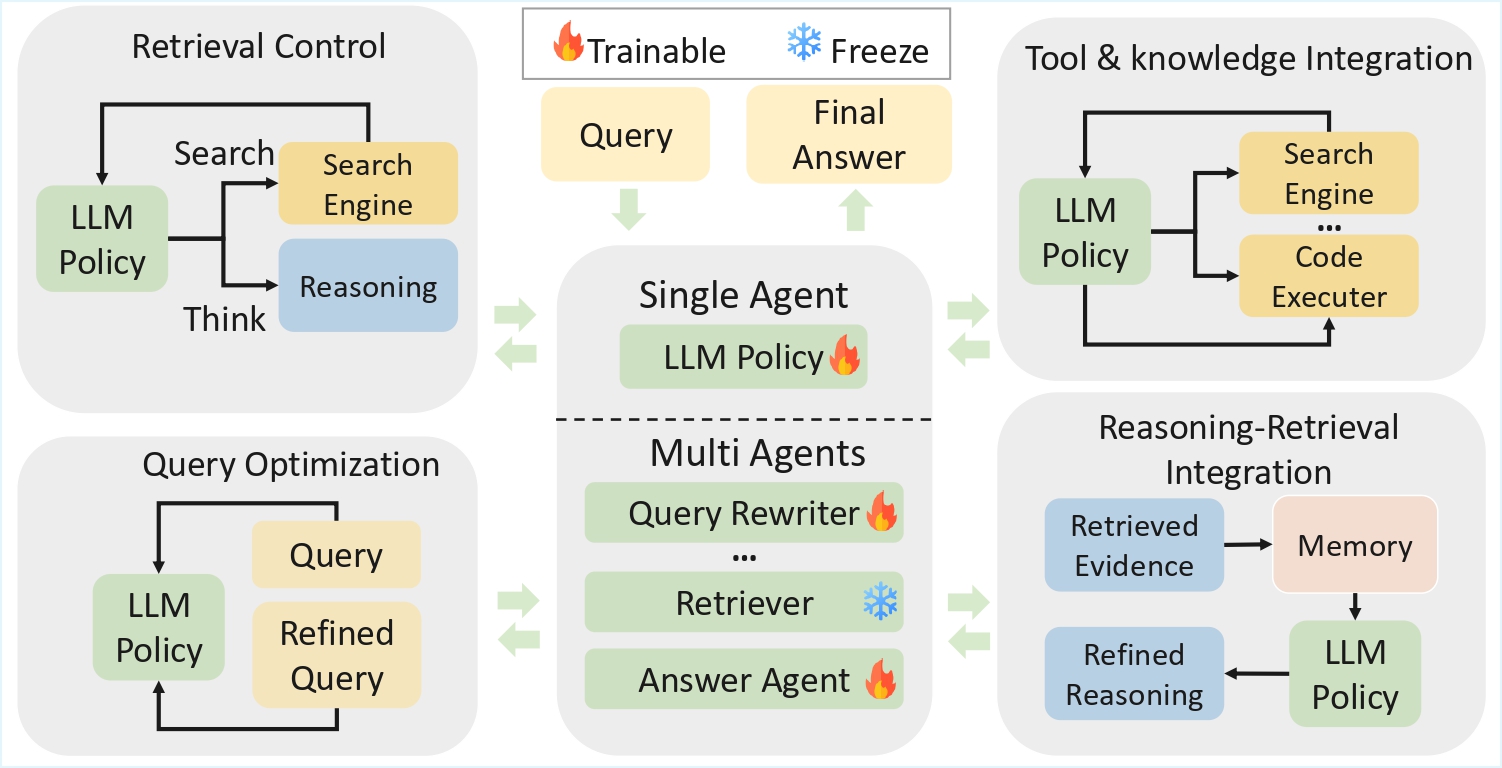 Retrieval Control
Search
Search
Engine
LLM
Policy
Reasoning
Think
Trainable
Freeze
Query
Final
Answer
Tool & knowledge Integration
Search
Engine
...
LLM
Policy
Code
Executer
Single Agent
LLM Policy
Multi Agents
Query Rewriter
...
Retriever
Answer Agent
Query Optimization
Query
LLM
Policy
Refined
Query
Reasoning-Retrieval
Integration
Retrieved
Evidence
Memory
Refined
Reasoning
LLM
Policy